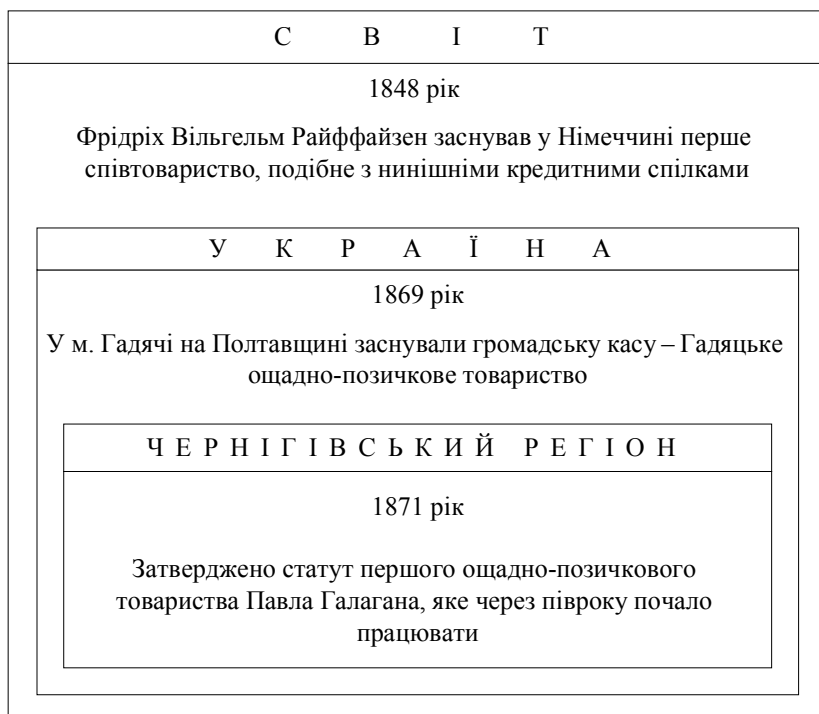 С В І Т
1848 рік
Фрідріх Вільгельм Райффайзен заснував у Німеччині перше
співтовариство, подібне з нинішніми кредитними спілками
У К Р А Ї Н А
1869 рік
У м. Гадячі на Полтавщині заснували громадську касу – Гадяцьке
ощадно-позичкове товариство
Ч Е Р Н І Г І В С Ь К И Й Р Е Г І О Н
1871 рік
Затверджено статут першого ощадно-позичкового
товариства Павла Галагана, яке через півроку почало
працювати